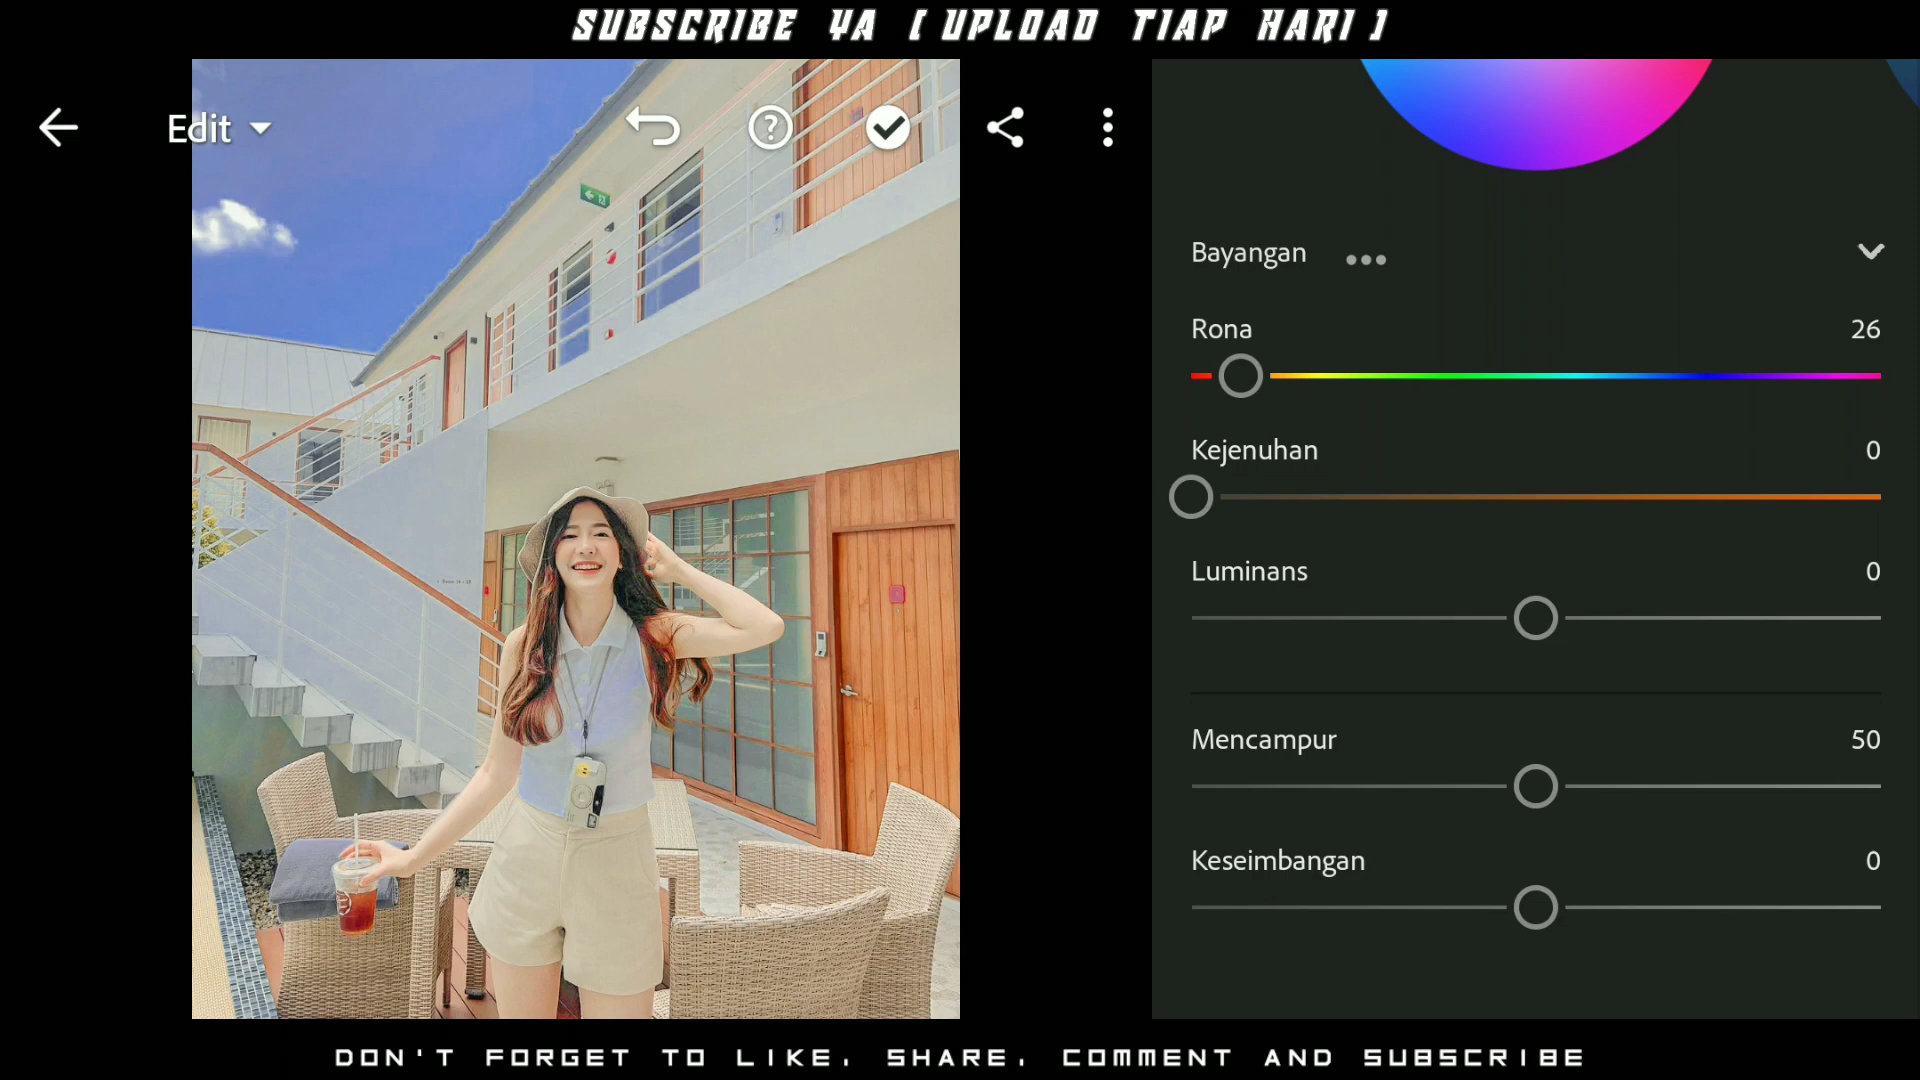 SUBSCRIBE YA [ UPLOAD TIAP HARI ]
Edit
Bayangan
Rona 26
Kejenuhan 0
Luminans 0
Mencampur 50
Keseimbangan 0
DON'T FORGET TO LIKE, SHARE, COMMENT AND SUBSCRIBE